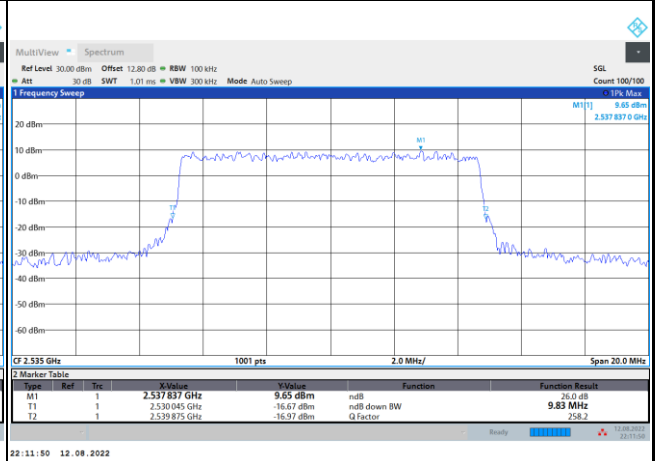 MultiView Spectrum
Ref Level 30.00 dBm Offset 12.80 dB RBW 100 kHz SGL
Att 30 dB SWT 1.01 ms VBW 300 kHz Mode Auto Sweep Count 100/100
1 Frequency Sweep 1Pk Max
M1[1] 9.65 dBm
2.537 837 0 GHz
20 dBm
M1
10 dBm
0 dBm
-10 dBm
T1 T2
-20 dBm
-30 dBm
-40 dBm
-50 dBm
-60 dBm
CF 2.535 GHz 1001 pts 2.0 MHz/ Span 20.0 MHz
2 Marker Table
Type Ref Trc X-Value Y-Value Function Function Result
M1 1 2.537 837 GHz 9.65 dBm ndB 26.0 dB
T1 1 2.530 045 GHz -16.67 dBm ndB down BW 9.83 MHz
T2 1 2.539 875 GHz -16.97 dBm Q Factor 258.2
Ready 12.08.2022
22:11:50
22:11:50 12.08.2022